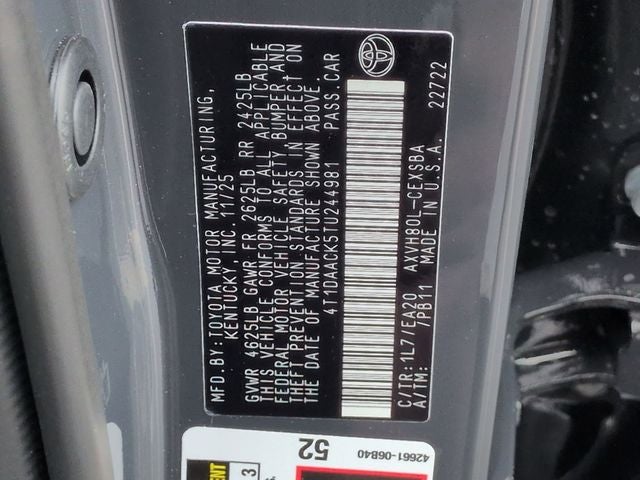 MFD. BY: TOYOTA MOTOR MANUFACTURING,
KENTUCKY, INC. 11/25
GVWR 4625LB GAWR FR 2625LB RR 2425LB
THIS VEHICLE CONFORMS TO ALL APPLICABLE
FEDERAL MOTOR VEHICLE SAFETY, BUMPER, AND
THEFT PREVENTION STANDARDS IN EFFECT ON
THE DATE OF MANUFACTURE SHOWN ABOVE.
4T1DAACK5TU244981 PASS. CAR
C/TR: 1L7/EA20 AXVH80L-CEXSBA
A/TM: /PB11 MADE IN U.S.A. 22722
52
42661-06B40
3